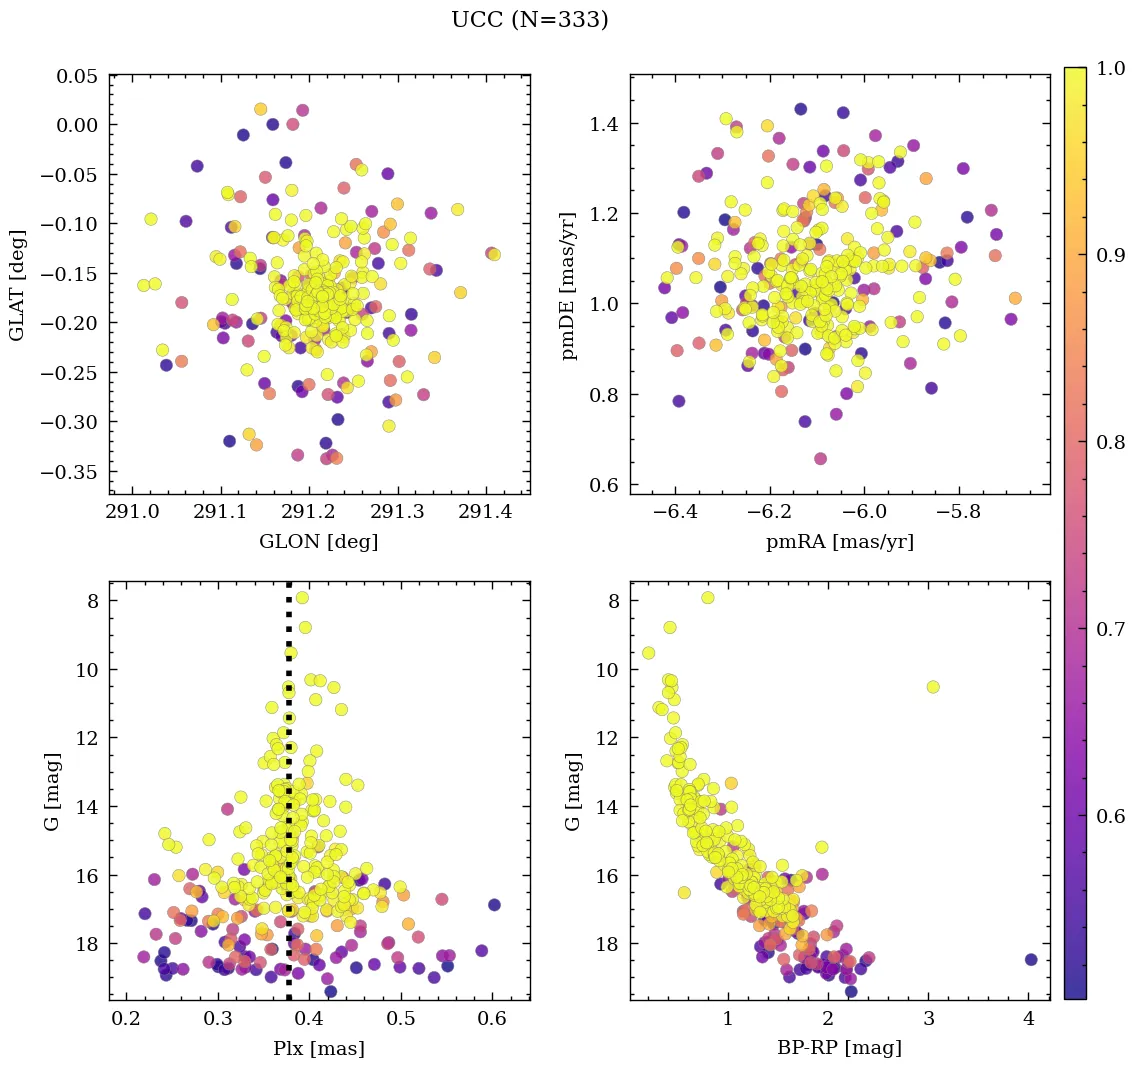 UCC (N=333)
0.05
0.00
−0.05
−0.10
−0.15
−0.20
−0.25
−0.30
−0.35
GLAT [deg]
291.0 291.1 291.2 291.3 291.4
GLON [deg]
1.4
1.2
1.0
0.8
0.6
pmDE [mas/yr]
−6.4 −6.2 −6.0 −5.8
pmRA [mas/yr]
1.0
0.9
0.8
0.7
0.6
8
10
12
14
16
18
G [mag]
0.2 0.3 0.4 0.5 0.6
Plx [mas]
8
10
12
14
16
18
G [mag]
1 2 3 4
BP-RP [mag]